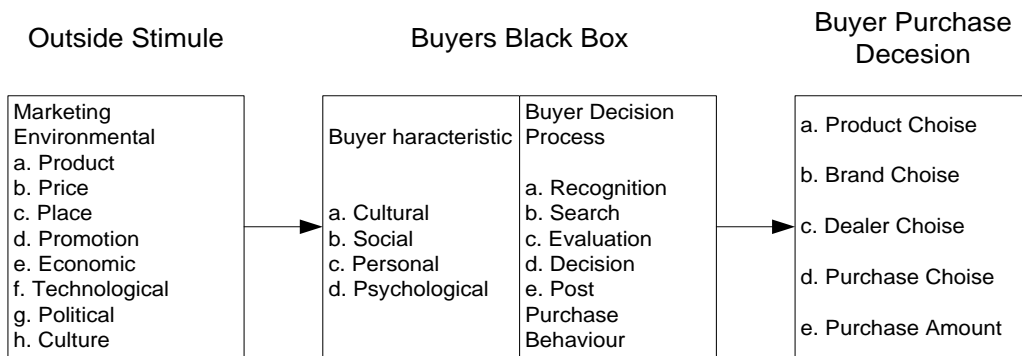 Outside Stimule
Buyers Black Box
Buyer Purchase
Decesion
Marketing
Environmental
a. Product
b. Price
c. Place
d. Promotion
e. Economic
f. Technological
g. Political
h. Culture
Buyer haracteristic
a. Cultural
b. Social
c. Personal
d. Psychological
Buyer Decision
Process
a. Recognition
b. Search
c. Evaluation
d. Decision
e. Post
Purchase
Behaviour
a. Product Choise
b. Brand Choise
c. Dealer Choise
d. Purchase Choise
e. Purchase Amount